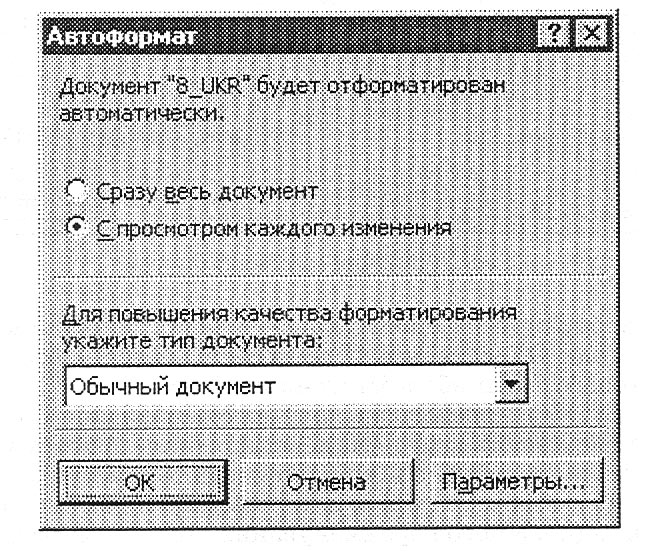 Автоформат
Документ "8_UKR" будет отформатирован
автоматически.
Сразу весь документ
С просмотром каждого изменения
Для повышения качества форматирования
укажите тип документа:
Обычный документ
ОК Отмена Параметры...